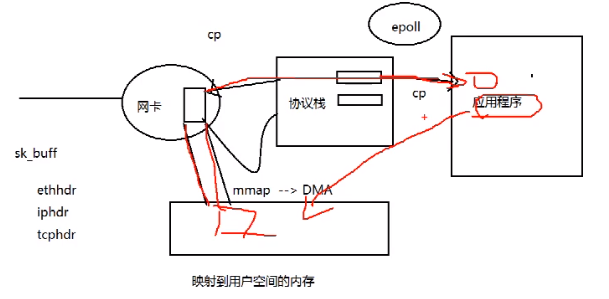 epoll
cp
网卡
协议栈
cp
应用程序
+
sk_buff
ethhdr
iphdr
tcphdr
mmap --> DMA
映射到用户空间的内存